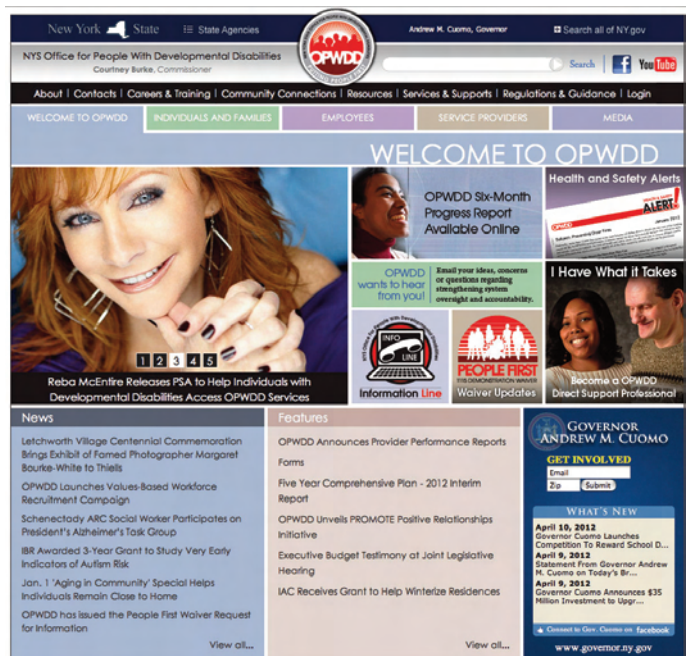 New York State
State Agencies
Andrew M. Cuomo, Governor
Search all of NY.gov
NYS Office for People With Developmental Disabilities
Courtney Burke, Commissioner
OPWDD
Search
f
You Tube
About | Contacts | Careers & Training | Community Connections | Resources | Services & Supports | Regulations & Guidance | Login
WELCOME TO OPWDD
INDIVIDUALS AND FAMILIES
EMPLOYEES
SERVICE PROVIDERS
MEDIA
WELCOME TO OPWDD
1 2 3 4 5
Reba McEntire Releases PSA to Help Individuals with
Developmental Disabilities Access OPWDD Services
OPWDD Six-Month
Progress Report
Available Online
Health and Safety Alerts
OPWDD
ALERT!
January 2012
OPWDD
wants to hear
from you!
Email your ideas, concerns
or questions regarding
strengthening system
oversight and accountability.
I Have What it Takes
Become a OPWDD
Direct Support Professional
NYS Office for People With Developmental Disabilities
INFO
LINE
Information Line
PEOPLE FIRST
1115 DEMONSTRATION WAIVER
Waiver Updates
News
Letchworth Village Centennial Commemoration
Brings Exhibit of Famed Photographer Margaret
Bourke-White to Thiells
OPWDD Launches Values-Based Workforce
Recruitment Campaign
Schenectady ARC Social Worker Participates on
President's Alzheimer's Task Group
IBR Awarded 3-Year Grant to Study Very Early
Indicators of Autism Risk
Jan. 1 'Aging in Community' Special Helps
Individuals Remain Close to Home
OPWDD has issued the People First Waiver Request
for Information
View all...
Features
OPWDD Announces Provider Performance Reports
Forms
Five Year Comprehensive Plan - 2012 Interim
Report
OPWDD Unveils PROMOTE Positive Relationships
Initiative
Executive Budget Testimony at Joint Legislative
Hearing
IAC Receives Grant to Help Winterize Residences
View all...
GOVERNOR
ANDREW M. CUOMO
GET INVOLVED
Email
Zip
Submit
WHAT'S NEW
April 10, 2012
Governor Cuomo Launches
Competition To Reward School D...
April 9, 2012
Statement From Governor Andrew
M. Cuomo on Today's Br...
April 9, 2012
Governor Cuomo Announces $35
Million Investment to Upgr...
Connect to Gov. Cuomo on facebook
www.governor.ny.gov